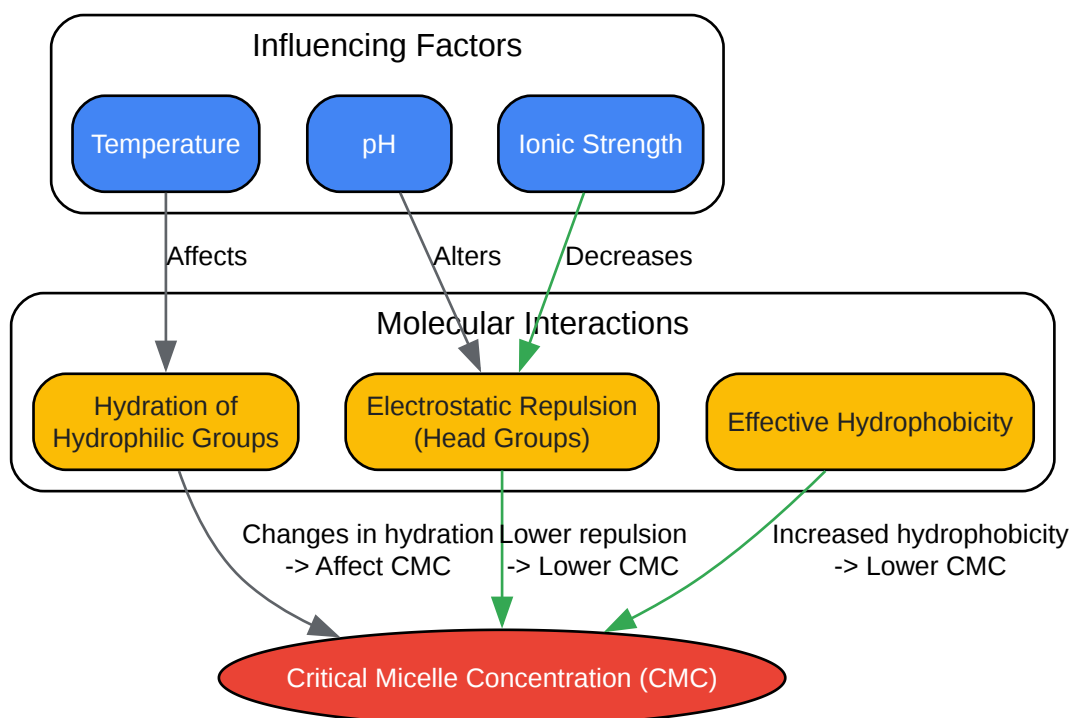 Influencing Factors
Temperature
pH
Ionic Strength
Affects
Alters
Decreases
Molecular Interactions
Hydration of
Hydrophilic Groups
Electrostatic Repulsion
(Head Groups)
Effective Hydrophobicity
Changes in hydration
-> Affect CMC
Lower repulsion
-> Lower CMC
Increased hydrophobicity
-> Lower CMC
Critical Micelle Concentration (CMC)